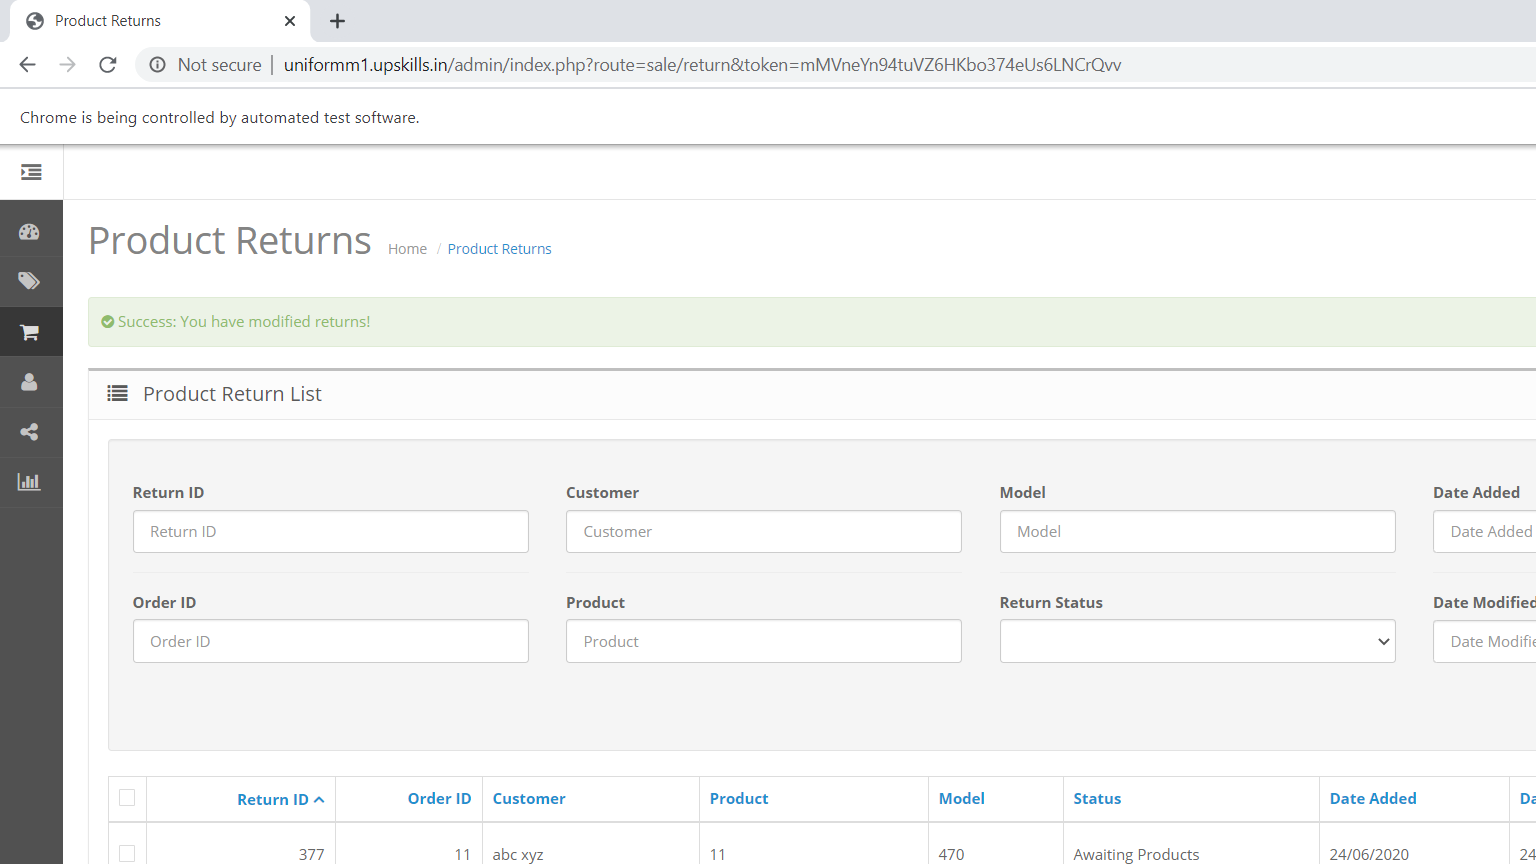 Product Returns
Not secure | uniformm1.upskills.in/admin/index.php?route=sale/return&token=mMVneYn94tuVZ6HKbo374eUs6LNCrQvv
Chrome is being controlled by automated test software.
Product Returns Home / Product Returns
Success: You have modified returns!
Product Return List
Return ID Customer Model Date Added
Return ID Customer Model Date Added
Order ID Product Return Status Date Modified
Order ID Product Date Modifie
Return ID Order ID Customer Product Model Status Date Added Da
377 11 abc xyz 11 470 Awaiting Products 24/06/2020 24